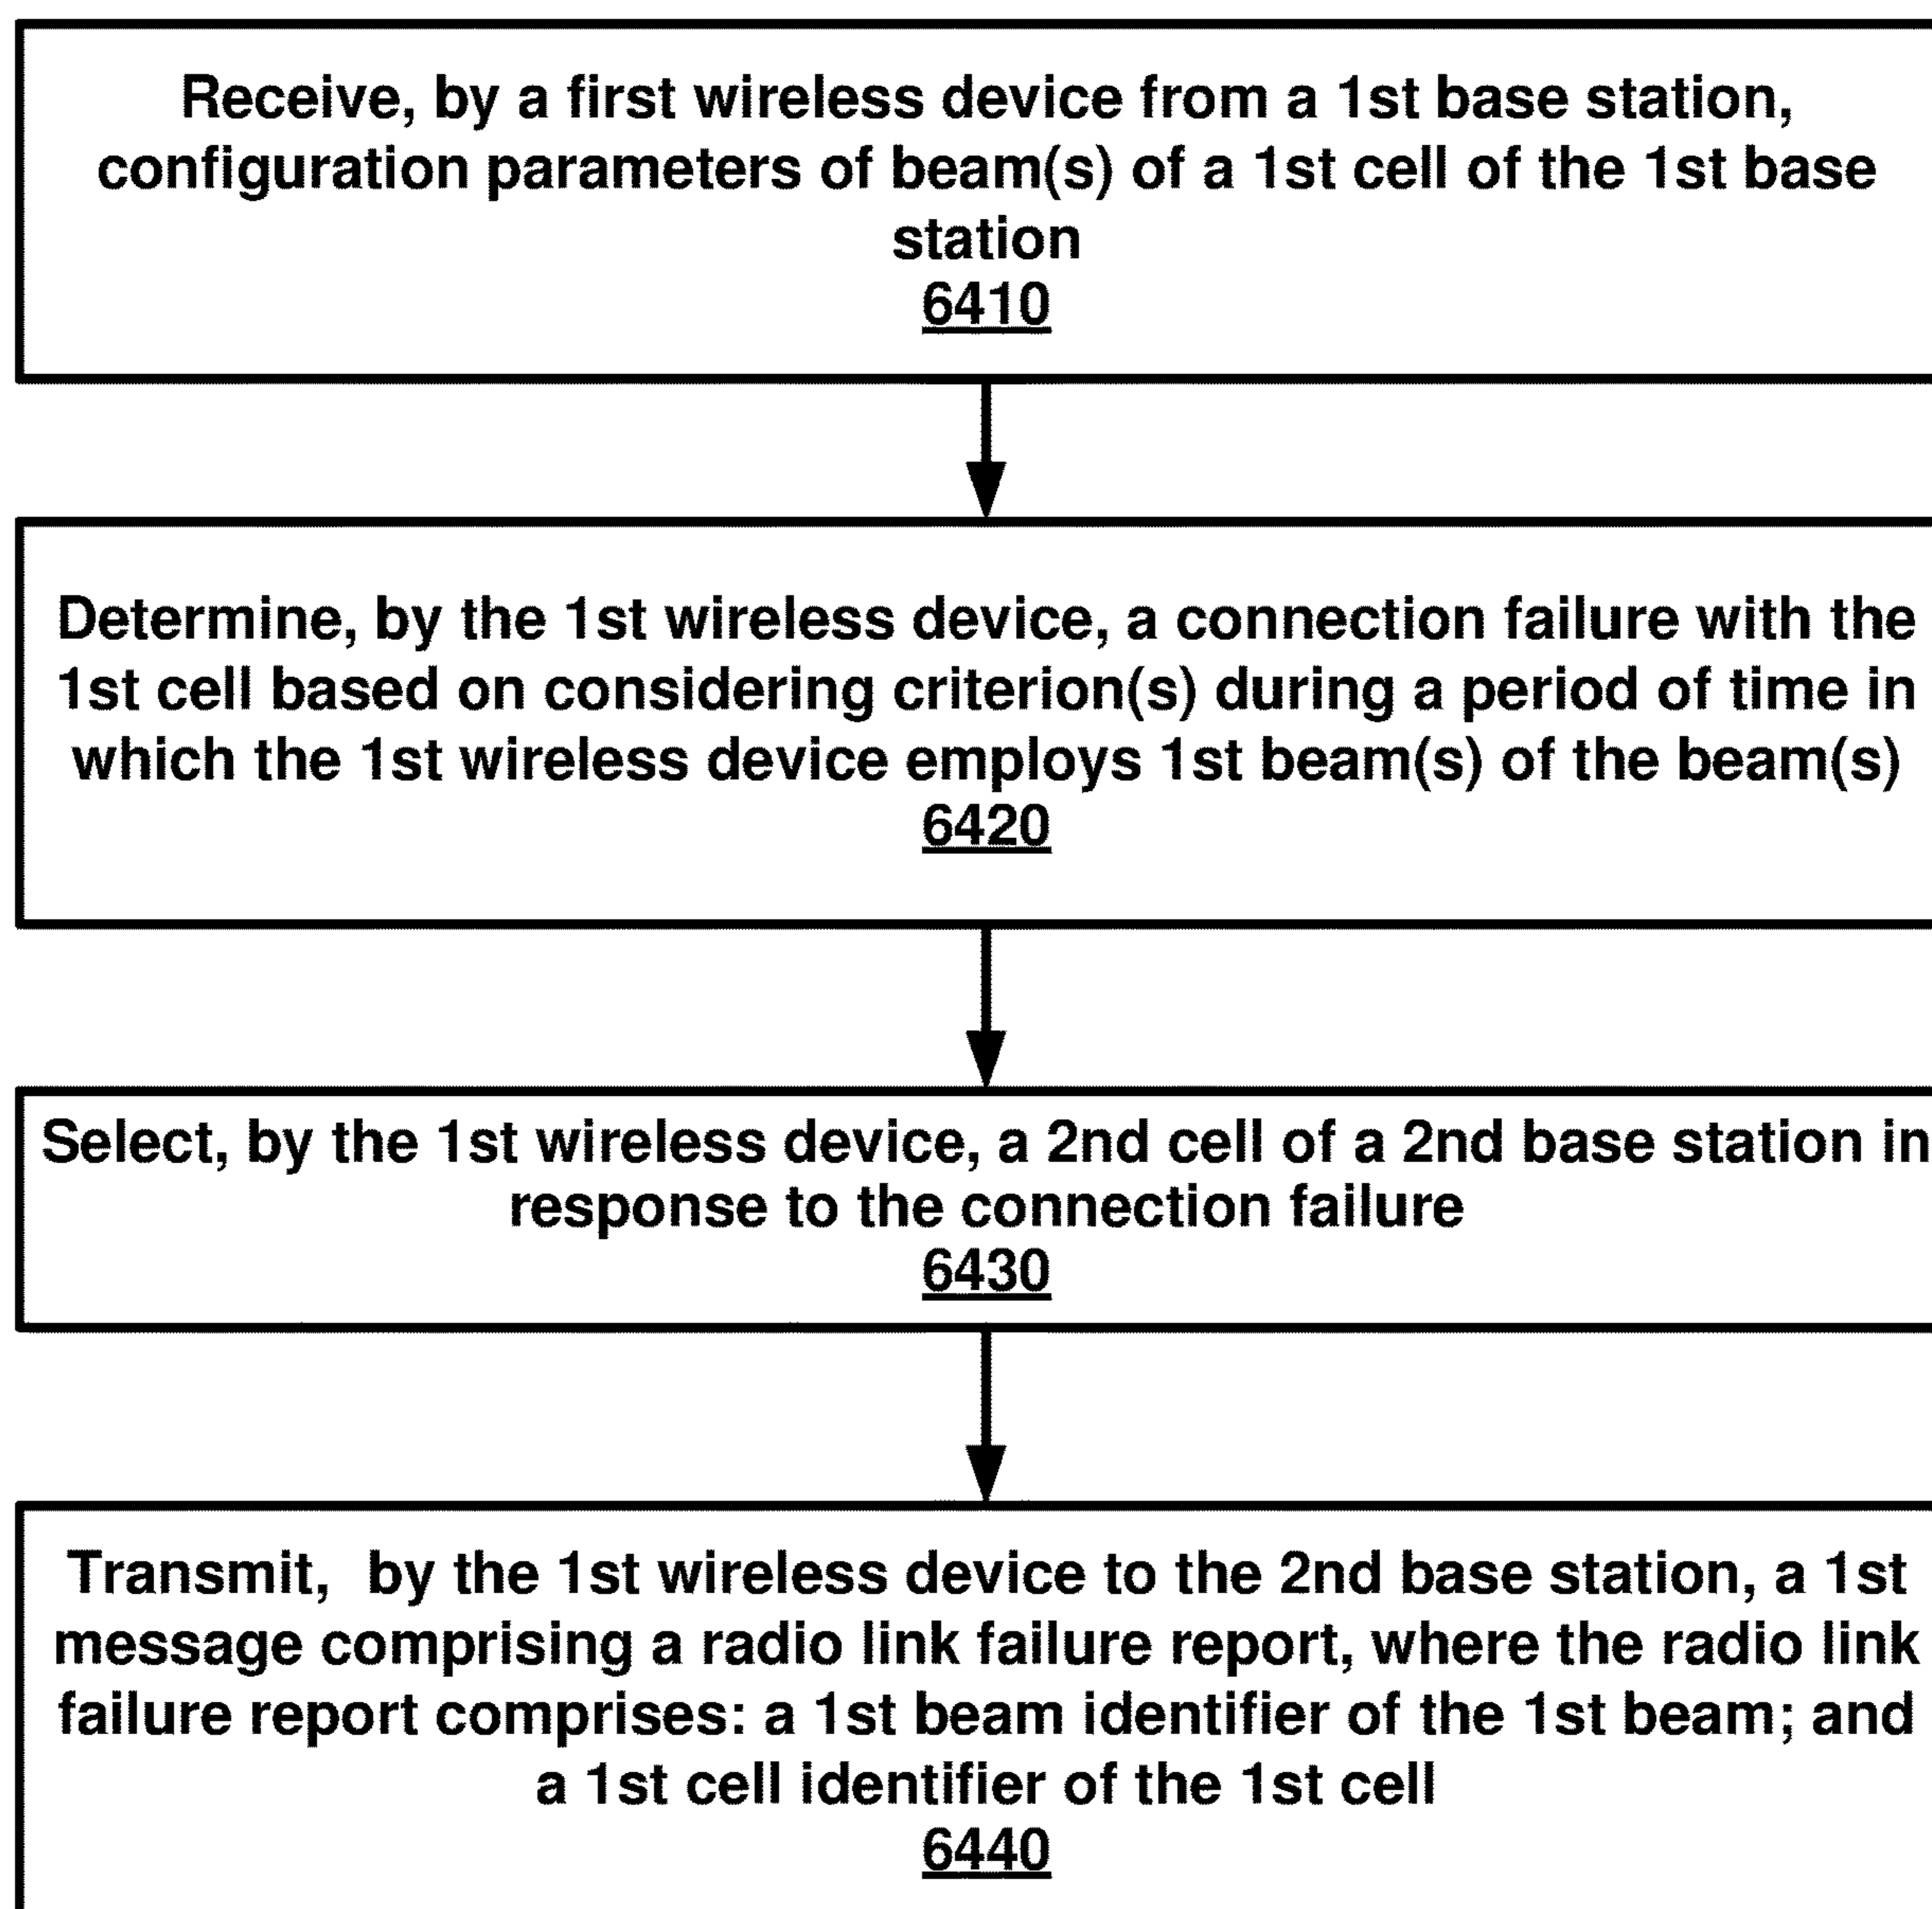 Receive, by a first wireless device from a 1st base station,
configuration parameters of beam(s) of a 1st cell of the 1st base
station
6410
Determine, by the 1st wireless device, a connection failure with the
1st cell based on considering criterion(s) during a period of time in
which the 1st wireless device employs 1st beam(s) of the beam(s)
6420
Select, by the 1st wireless device, a 2nd cell of a 2nd base station in
response to the connection failure
6430
Transmit,  by the 1st wireless device to the 2nd base station, a 1st
message comprising a radio link failure report, where the radio link
failure report comprises: a 1st beam identifier of the 1st beam; and
a 1st cell identifier of the 1st cell
6440